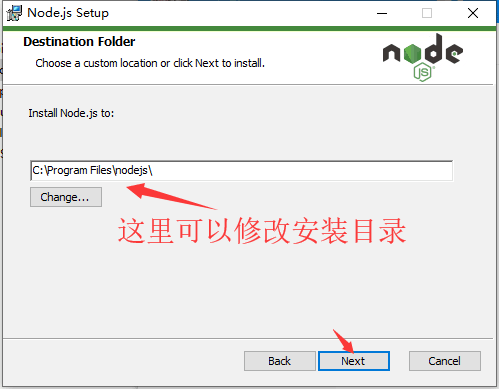 Node.js Setup
Destination Folder
Choose a custom location or click Next to install.
node
JS
Install Node.js to:
C:\Program Files\nodejs\
Change...
这里可以修改安装目录
Back
Next
Cancel